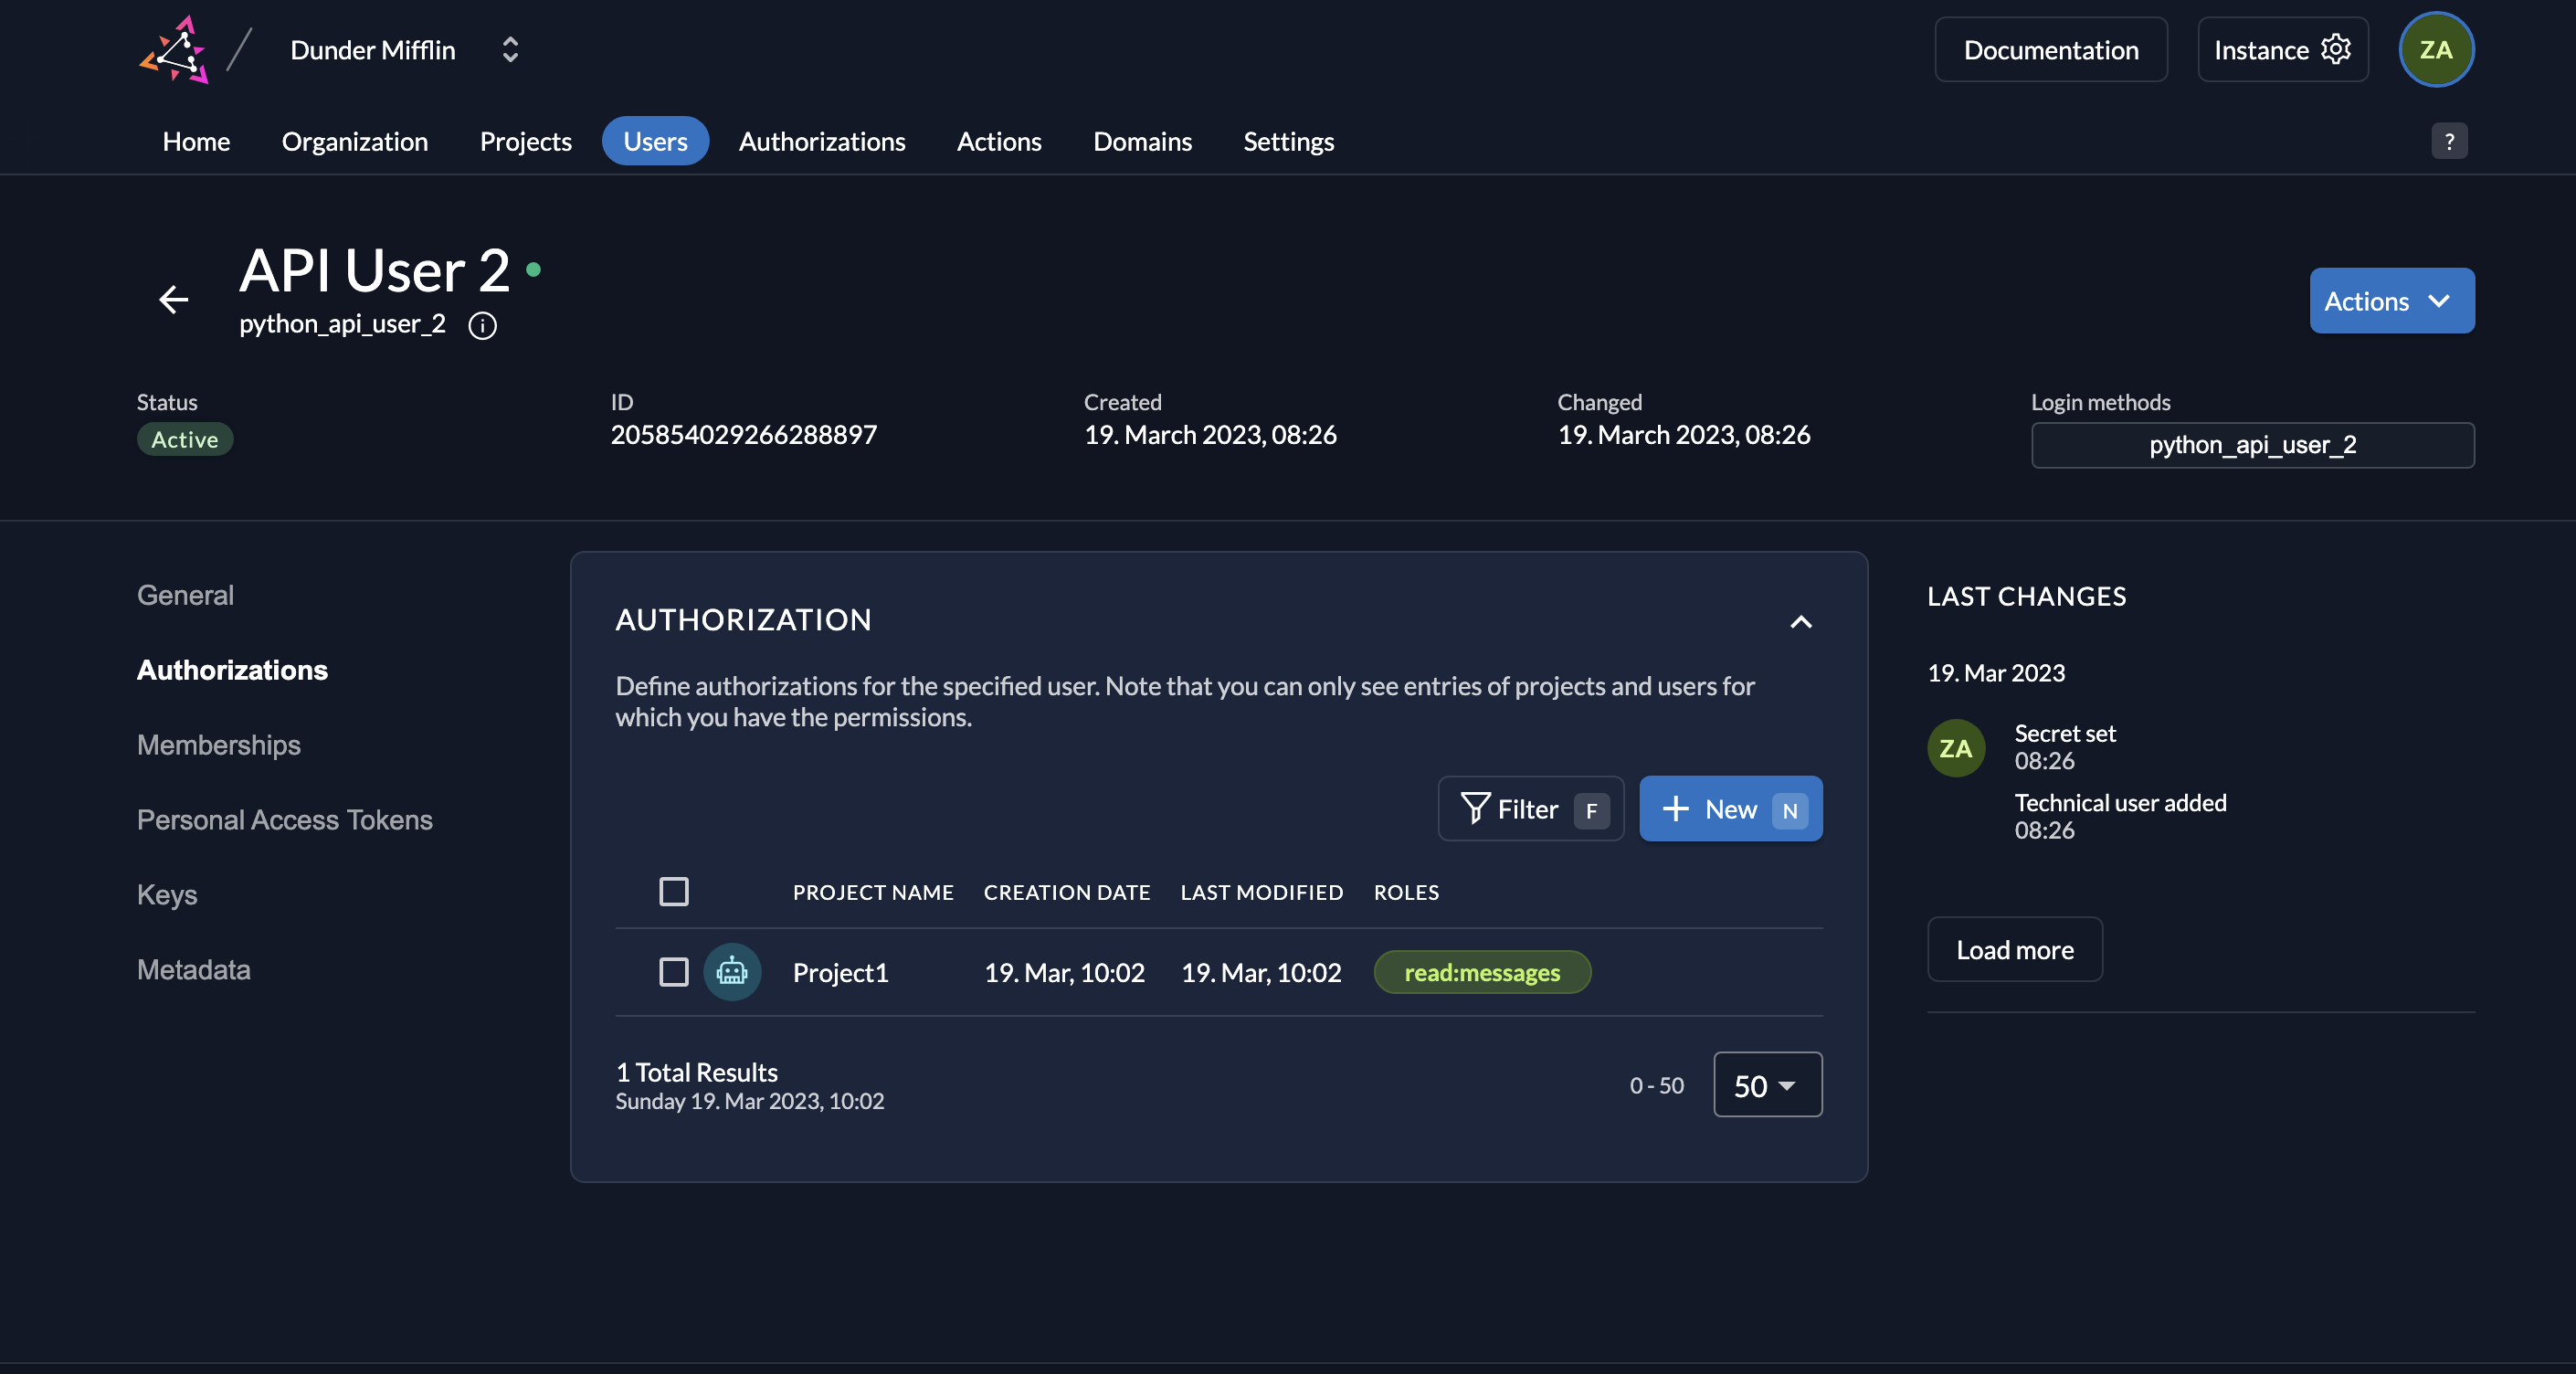 Dunder Mifflin
Documentation
Instance
ZA
Home Organization Projects Users Authorizations Actions Domains Settings
?
API User 2
python_api_user_2
Actions
Status
Active
ID
205854029266288897
Created
19. March 2023, 08:26
Changed
19. March 2023, 08:26
Login methods
python_api_user_2
General
Authorizations
Memberships
Personal Access Tokens
Keys
Metadata
AUTHORIZATION
Define authorizations for the specified user. Note that you can only see entries of projects and users for
which you have the permissions.
Filter F
New N
PROJECT NAME CREATION DATE LAST MODIFIED ROLES
Project1 19. Mar, 10:02 19. Mar, 10:02 read:messages
1 Total Results
Sunday 19. Mar 2023, 10:02
0 - 50
50
LAST CHANGES
19. Mar 2023
ZA
Secret set
08:26
Technical user added
08:26
Load more